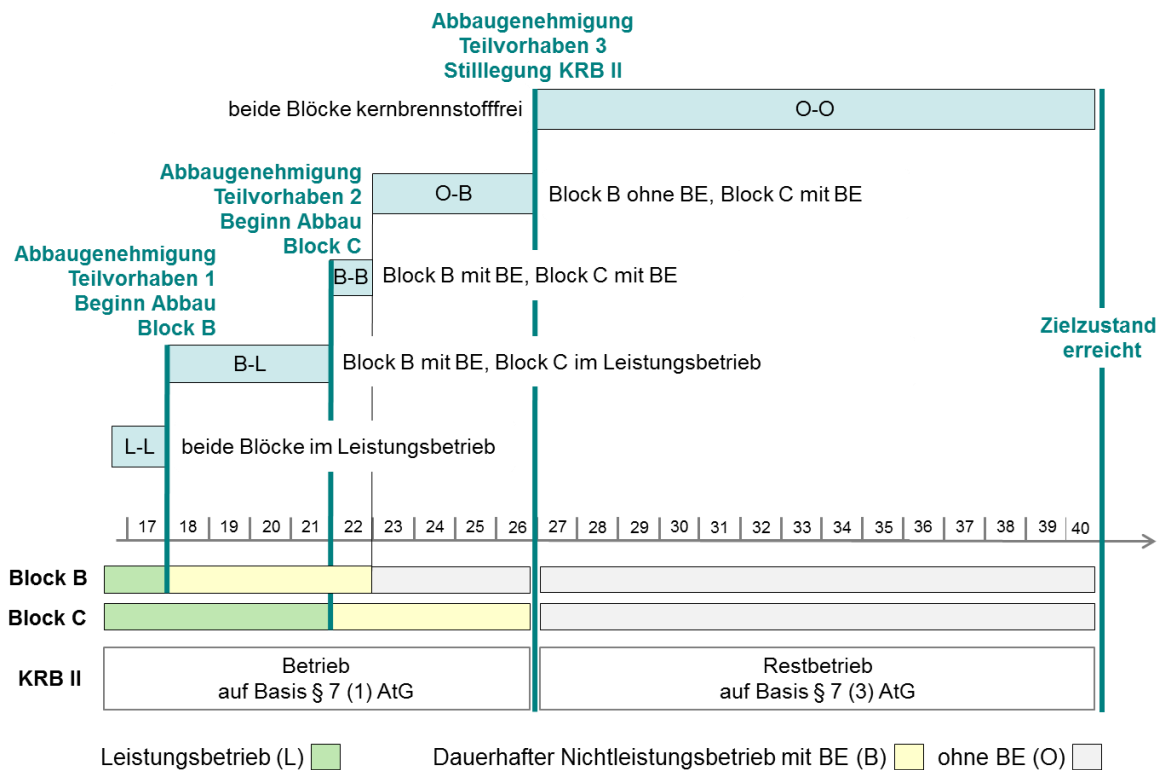 Abbaugenehmigung
Teilvorhaben 3
Stilllegung KRB II
beide Blöcke kernbrennstofffrei
O-O
Abbaugenehmigung
Teilvorhaben 2
Beginn Abbau
Block C
O-B
Block B ohne BE, Block C mit BE
Abbaugenehmigung
Teilvorhaben 1
Beginn Abbau
Block B
B-B
Block B mit BE, Block C mit BE
Zielzustand
erreicht
B-L
Block B mit BE, Block C im Leistungsbetrieb
L-L
beide Blöcke im Leistungsbetrieb
17 18 19 20 21 22 23 24 25 26 27 28 29 30 31 32 33 34 35 36 37 38 39 40
Block B
Block C
KRB II
Betrieb
auf Basis § 7 (1) AtG
Restbetrieb
auf Basis § 7 (3) AtG
Leistungsbetrieb (L)
Dauerhafter Nichtleistungsbetrieb mit BE (B)
ohne BE (O)